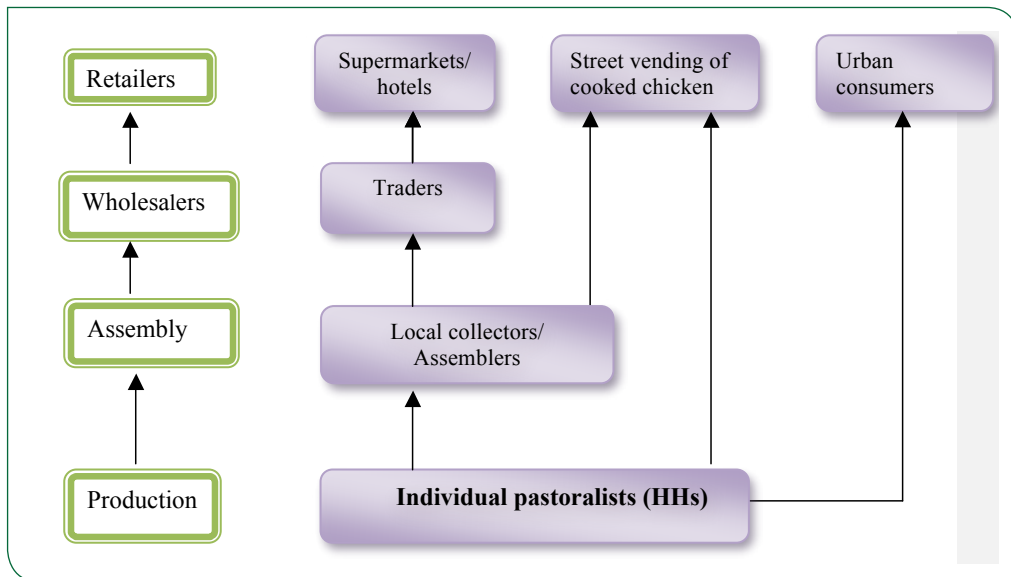 Retailers
Supermarkets/
hotels
Street vending of
cooked chicken
Urban
consumers
Wholesalers
Traders
Assembly
Local collectors/
Assemblers
Production
Individual pastoralists (HHs)